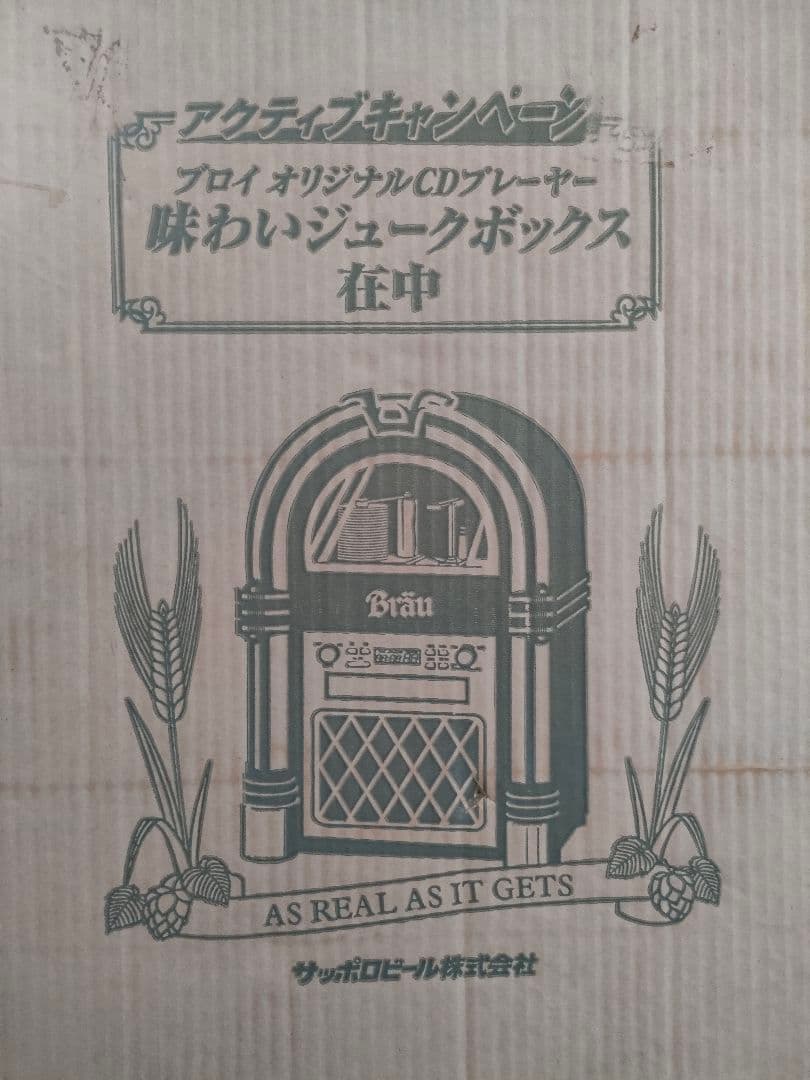 アクティブキャンペーン
ブロイ オリジナルCDプレーヤー
味わいジュークボックス
在中
Bräu
AS REAL AS IT GETS
サッポロビール株式会社